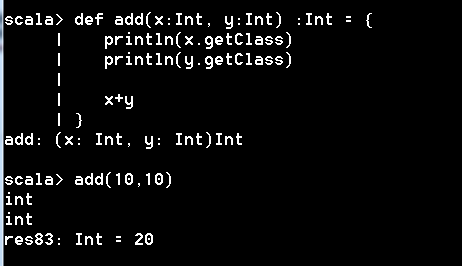 scala> def add(x:Int, y:Int) :Int = {
     |    println(x.getClass)
     |    println(y.getClass)
     |
     |    x+y
     | }
add: (x: Int, y: Int)Int
scala> add(10,10)
int
int
res83: Int = 20